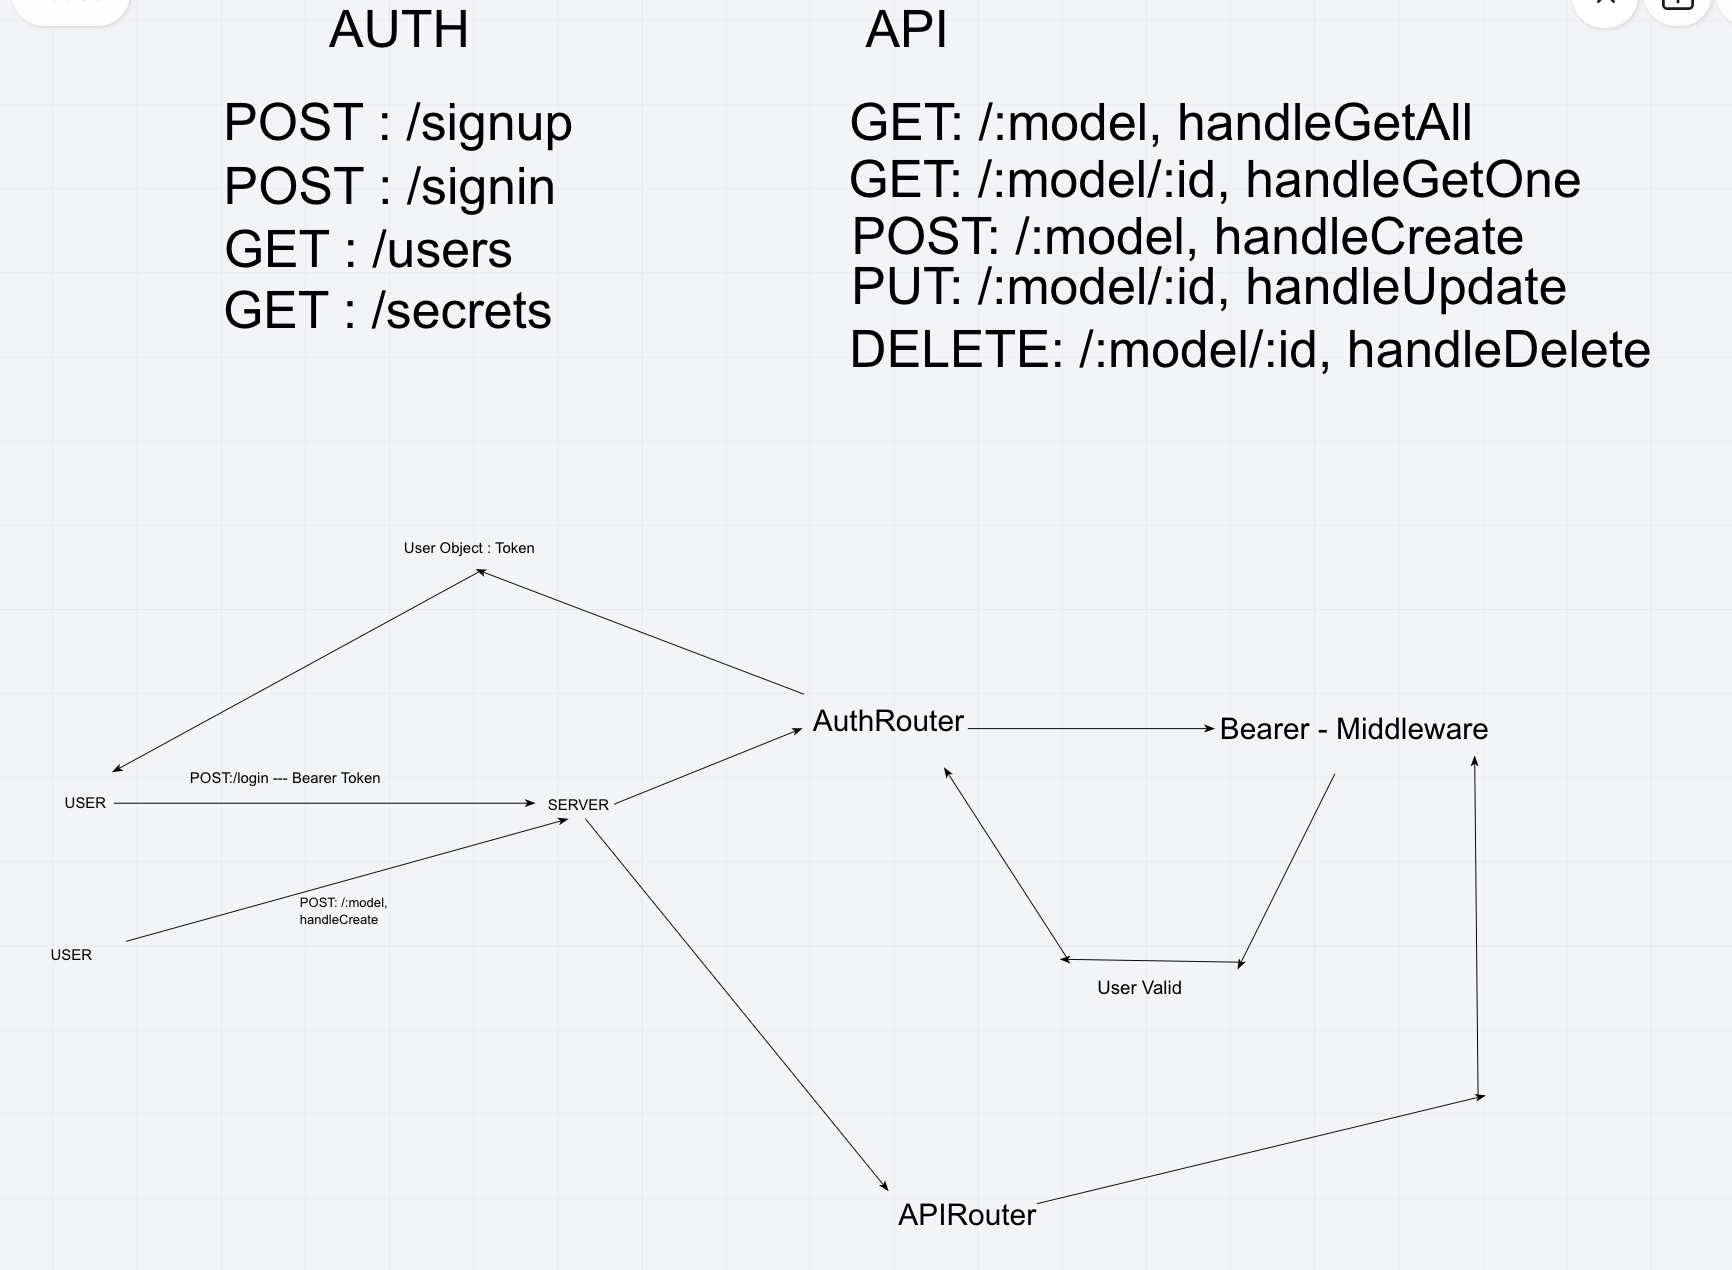 AUTH
POST : /signup
POST : /signin
GET : /users
GET : /secrets
API
GET: /:model, handleGetAll
GET: /:model/:id, handleGetOne
POST: /:model, handleCreate
PUT: /:model/:id, handleUpdate
DELETE: /:model/:id, handleDelete
User Object : Token
AuthRouter
Bearer - Middleware
POST:/login --- Bearer Token
USER
SERVER
POST: /:model,
handleCreate
USER
User Valid
APIRouter